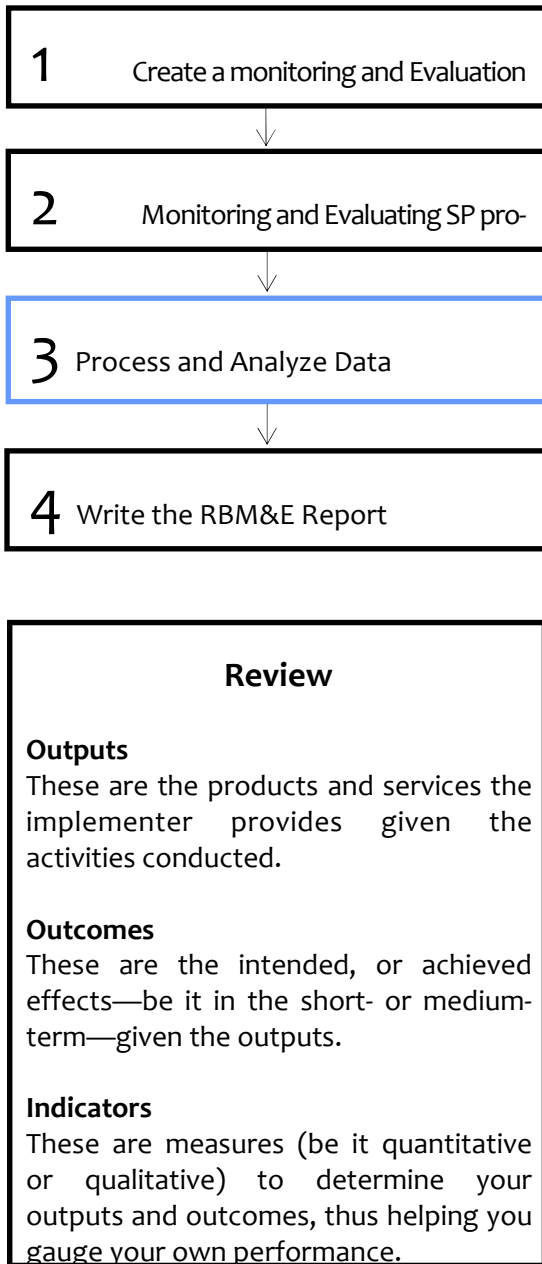 1 Create a monitoring and Evaluation
2 Monitoring and Evaluating SP pro-
3 Process and Analyze Data
4 Write the RBM&E Report
Review
Outputs
These are the products and services the
implementer provides given the
activities conducted.
Outcomes
These are the intended, or achieved
effects—be it in the short- or medium-
term—given the outputs.
Indicators
These are measures (be it quantitative
or qualitative) to determine your
outputs and outcomes, thus helping you
gauge your own performance.